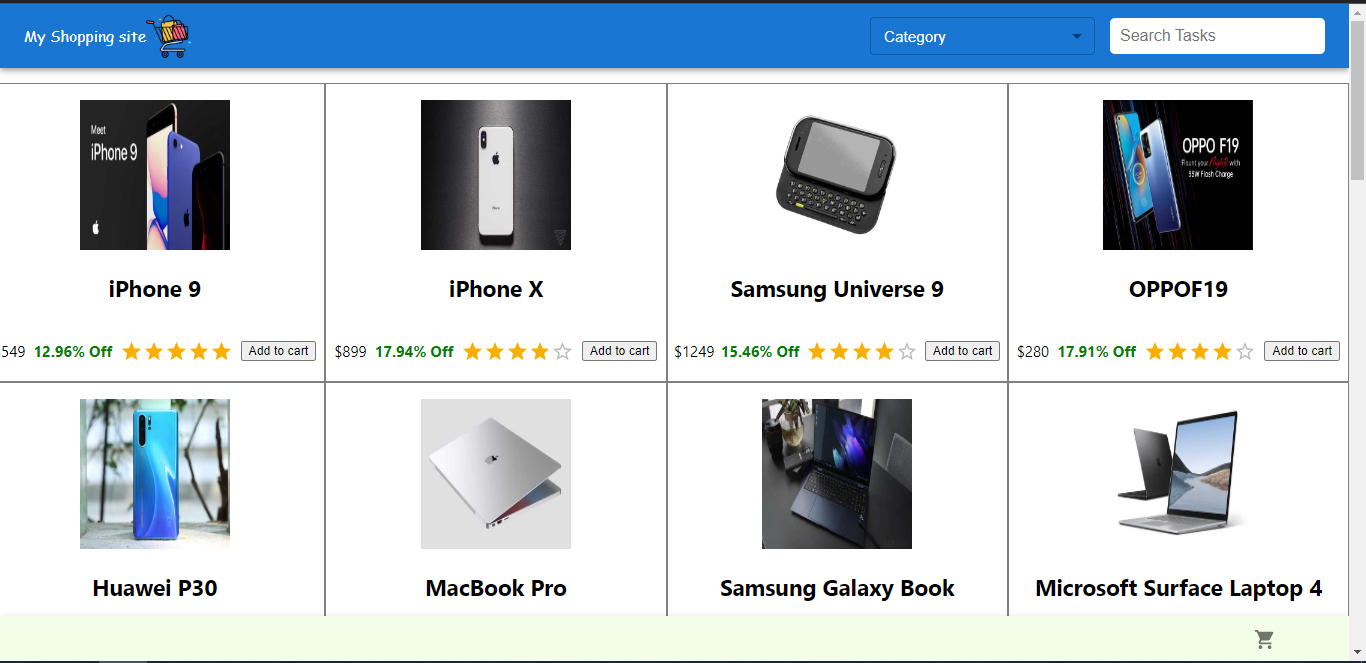 My Shopping site
Category
Search Tasks
Meet
iPhone 9
OPPO F19
Flaunt your Nights with
33W Flash Charge
iPhone 9
iPhone X
Samsung Universe 9
OPPOF19
549 12.96% Off Add to cart
$899 17.94% Off Add to cart
$1249 15.46% Off Add to cart
$280 17.91% Off Add to cart
Huawei P30
MacBook Pro
Samsung Galaxy Book
Microsoft Surface Laptop 4